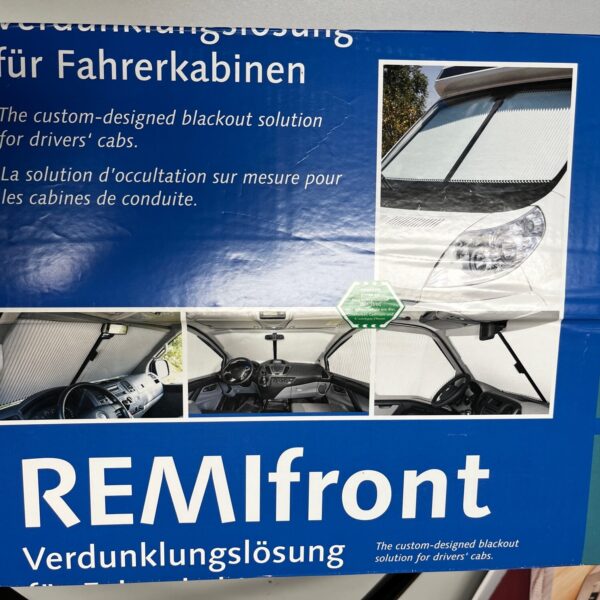 Verdunklungslösung
für Fahrerkabinen
The custom-designed blackout solution
for drivers' cabs.
La solution d'occultation sur mesure pour
les cabines de conduite.
REMIfront
Verdunklungslösung
The custom-designed blackout
solution for drivers' cabs.